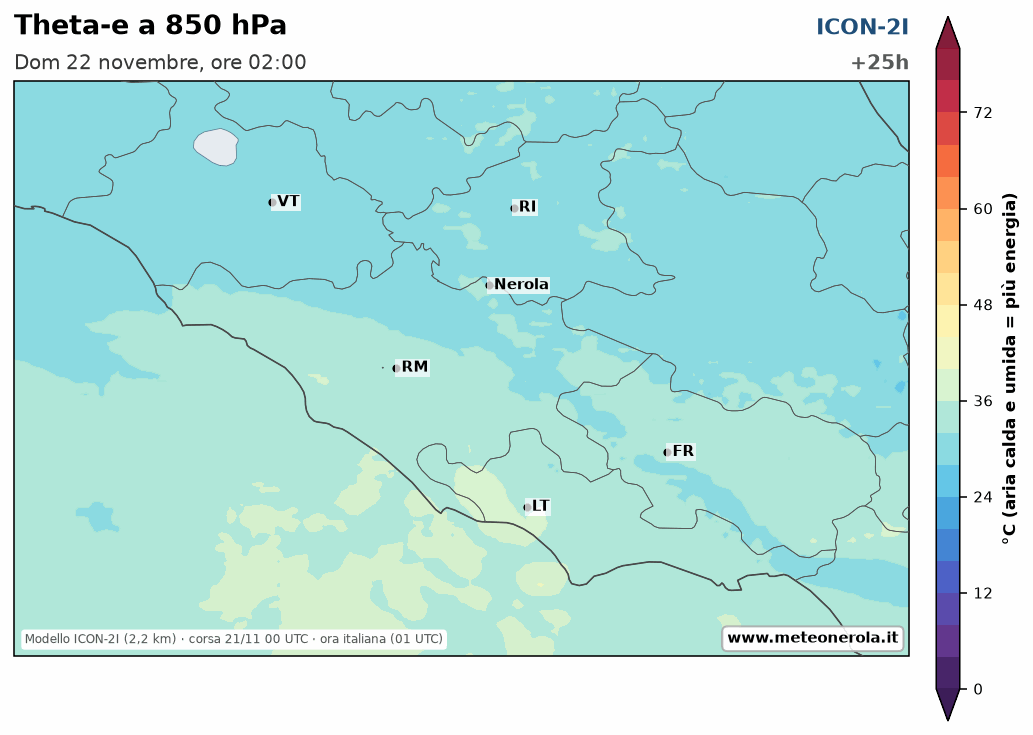 Theta-e a 850 hPa
ICON-2I
Dom 22 novembre, ore 02:00
+25h
VT
RI
Nerola
RM
FR
LT
Modello ICON-2I (2,2 km) · corsa 21/11 00 UTC · ora italiana (01 UTC)
www.meteonerola.it
72
60
48
36
24
12
0
°C (aria calda e umida = più energia)